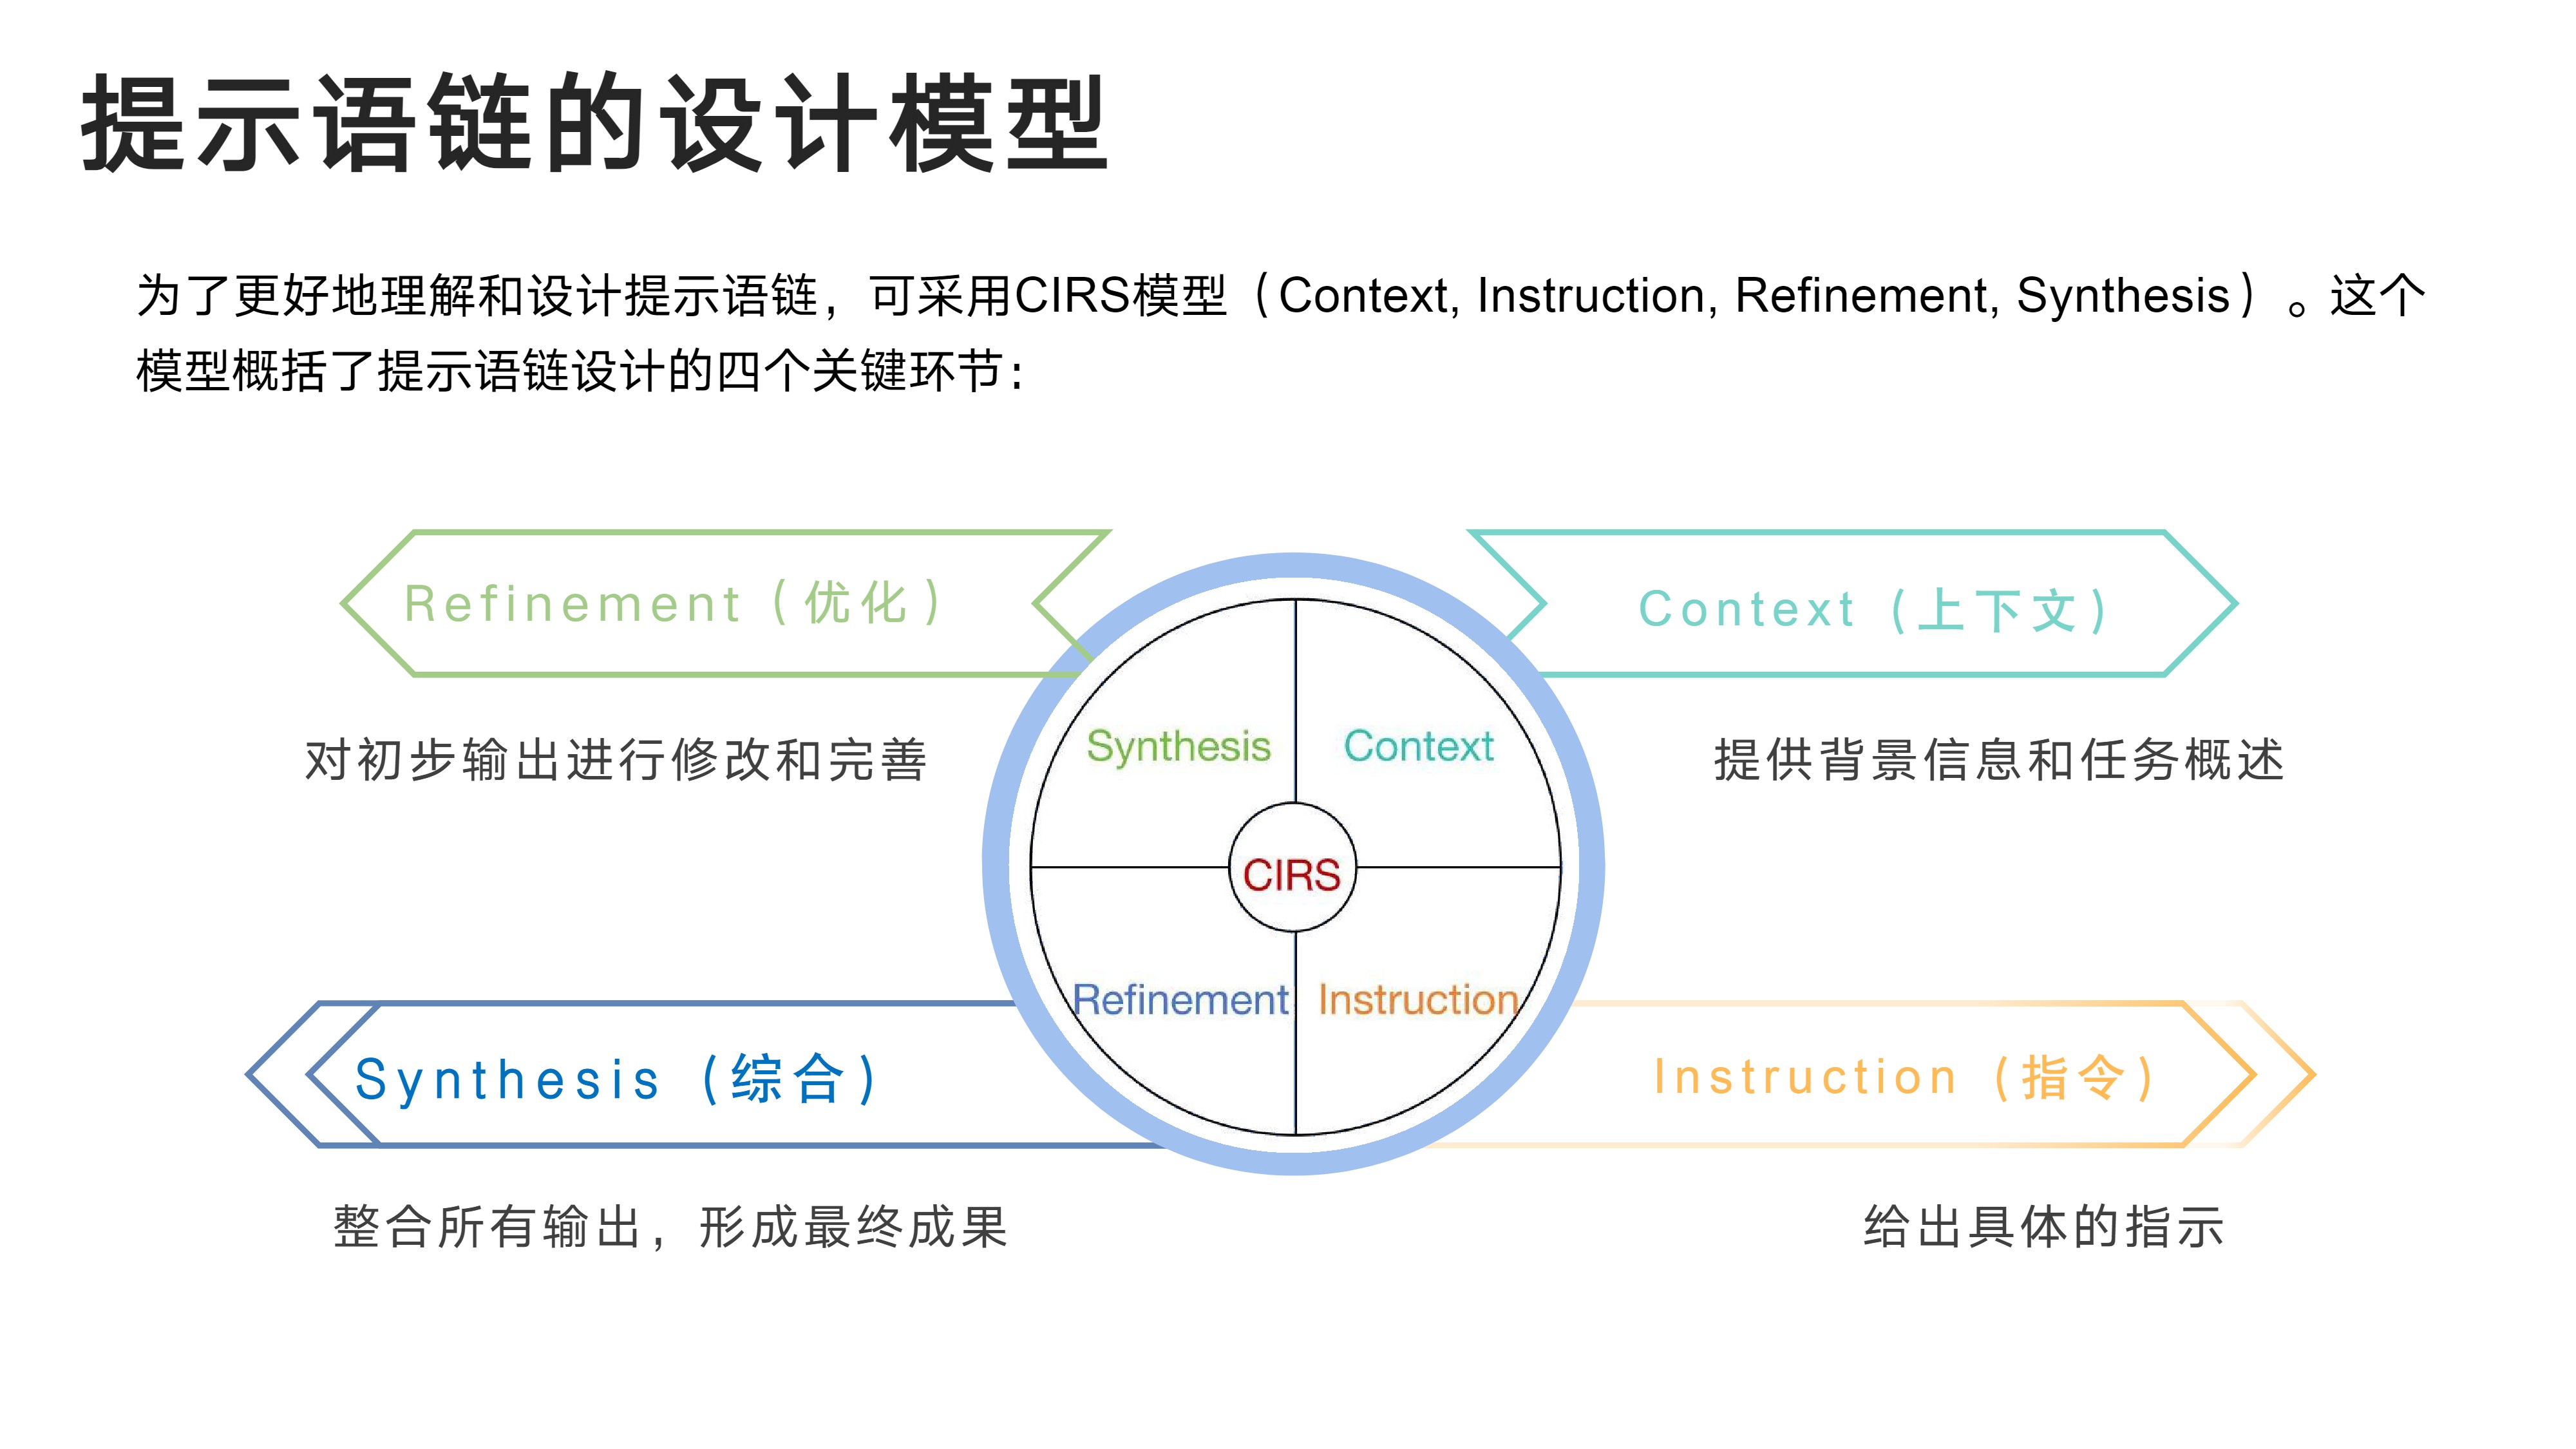 提示语链的设计模型
为了更好地理解和设计提示语链，可采用CIRS模型（Context, Instruction, Refinement, Synthesis）。这个
模型概括了提示语链设计的四个关键环节：
Refinement（优化）
对初步输出进行修改和完善
Context（上下文）
提供背景信息和任务概述
Synthesis
Context
CIRS
Refinement
Instruction
Synthesis（综合）
整合所有输出，形成最终成果
Instruction（指令）
给出具体的指示